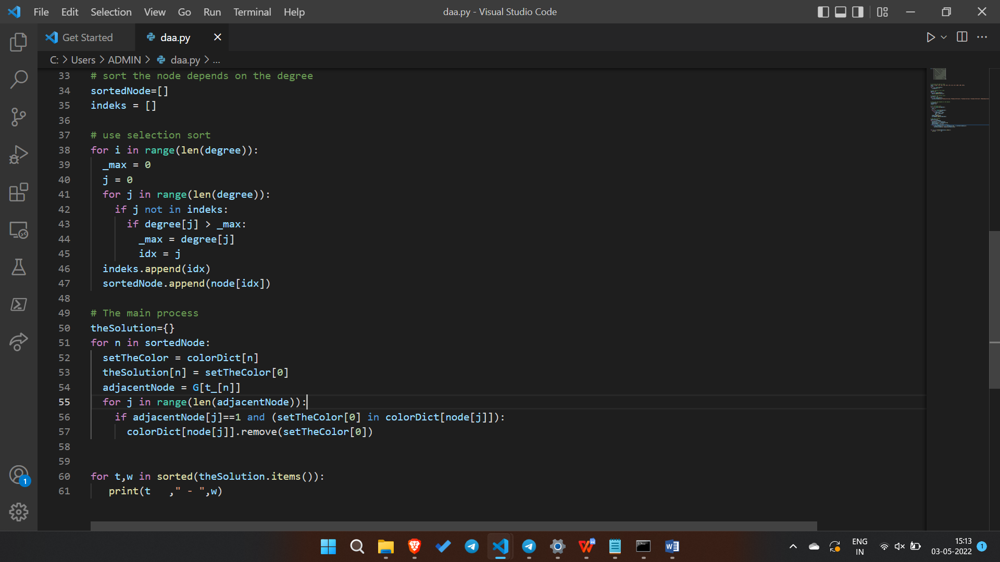 File Edit Selection View Go Run Terminal Help
daa.py - Visual Studio Code
Get Started
daa.py
C: > Users > ADMIN > daa.py > ...
33 # sort the node depends on the degree
34 sortedNode=[]
35 indeks = []
36
37 # use selection sort
38 for i in range(len(degree)):
39   _max = 0
40   j = 0
41   for j in range(len(degree)):
42     if j not in indeks:
43       if degree[j] > _max:
44         _max = degree[j]
45         idx = j
46   indeks.append(idx)
47   sortedNode.append(node[idx])
48
49 # The main process
50 theSolution={}
51 for n in sortedNode:
52   setTheColor = colorDict[n]
53   theSolution[n] = setTheColor[0]
54   adjacentNode = G[t_[n]]
55   for j in range(len(adjacentNode)):
56     if adjacentNode[j]==1 and (setTheColor[0] in colorDict[node[j]]):
57       colorDict[node[j]].remove(setTheColor[0])
58
59
60 for t,w in sorted(theSolution.items()):
61    print(t   ," - ",w)
1
ENG
IN
15:13
03-05-2022
1